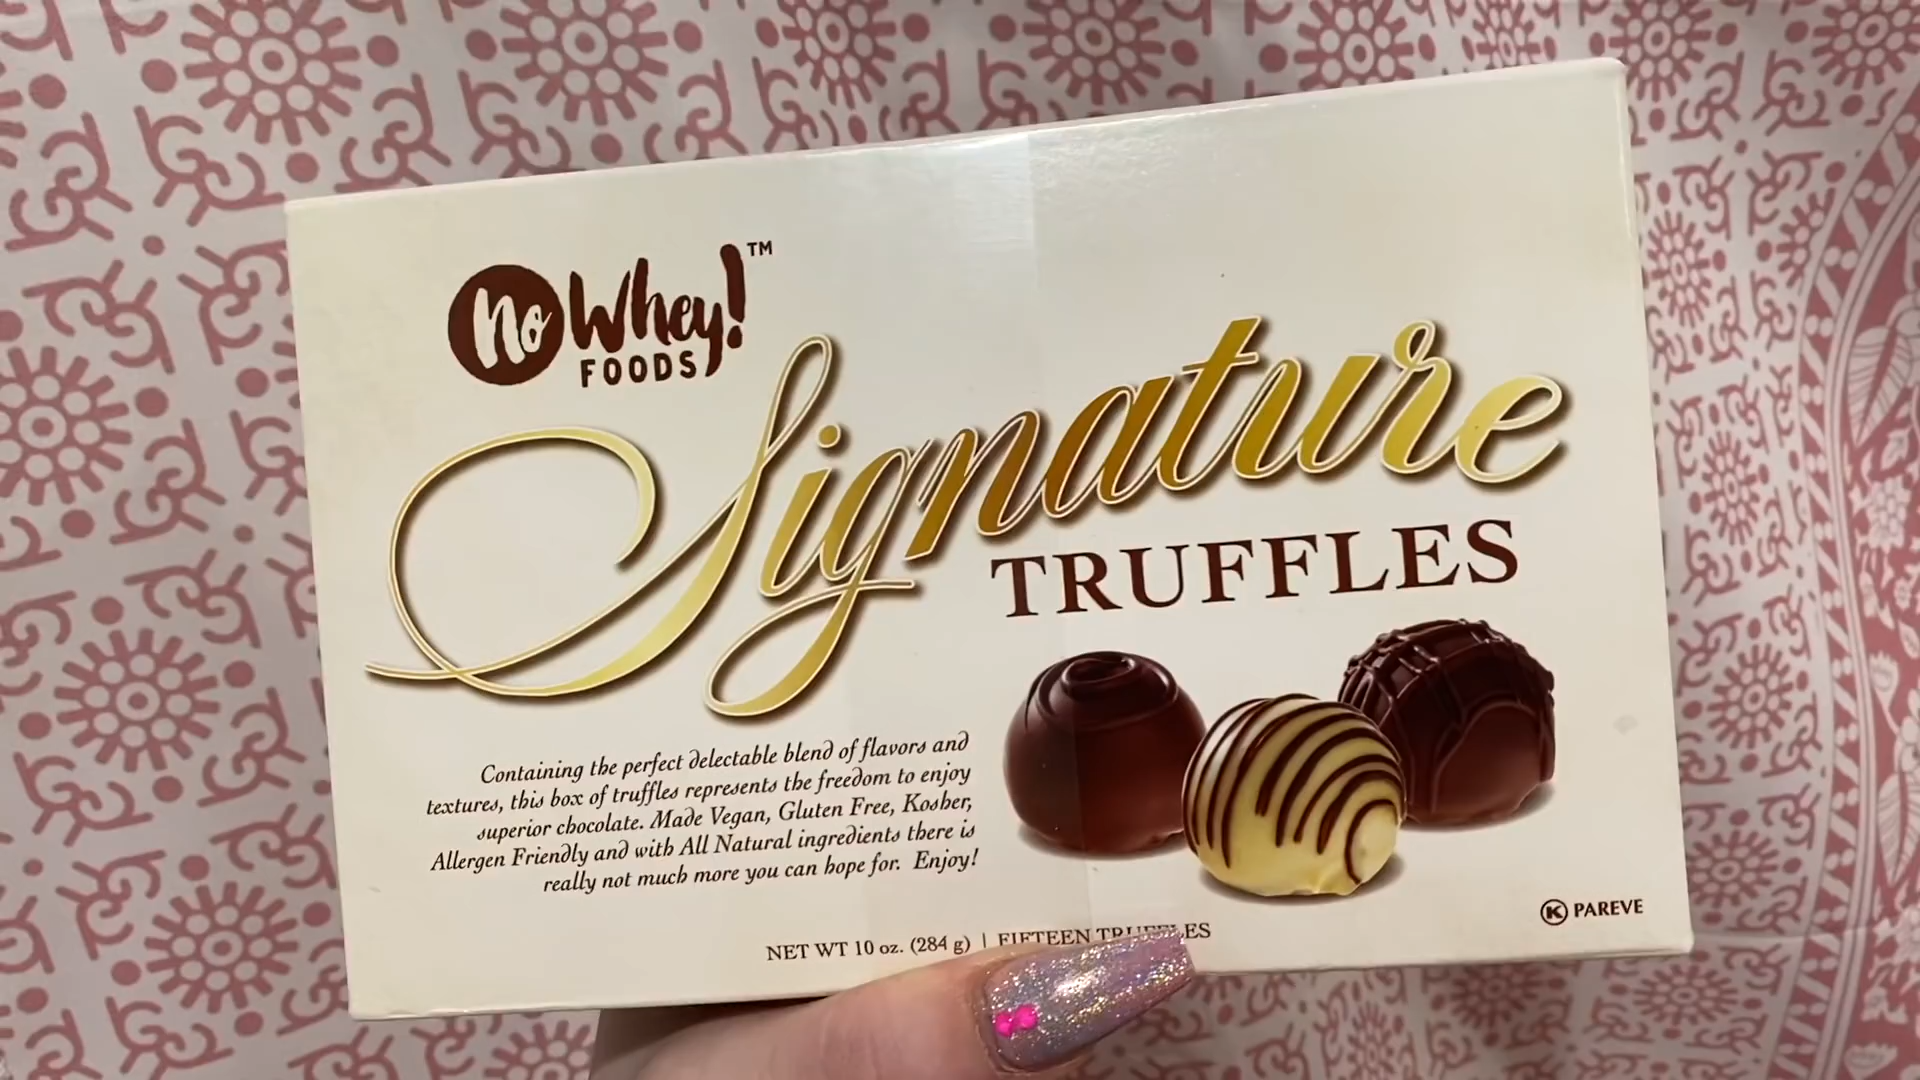 No Whey!™
FOODS
Signature
TRUFFLES
Containing the perfect delectable blend of flavors and
textures, this box of truffles represents the freedom to enjoy
superior chocolate. Made Vegan, Gluten Free, Kosher,
Allergen Friendly and with All Natural ingredients there is
really not much more you can hope for. Enjoy!
K PAREVE
NET WT 10 oz. (284 g) | FIFTEEN TRUFFLES